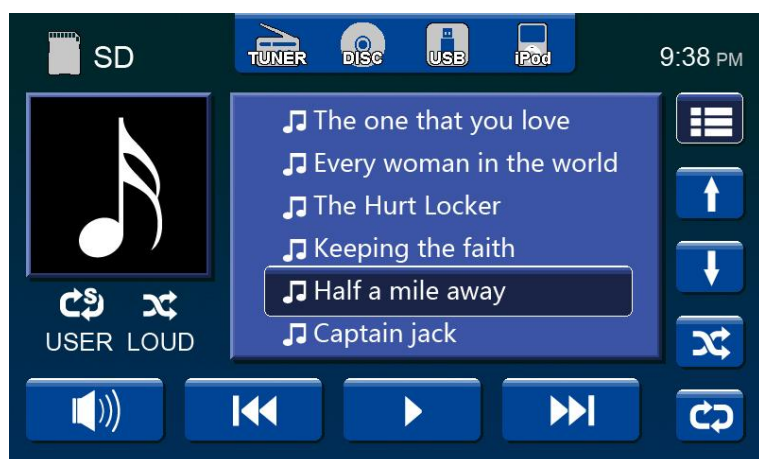 SD
TUNER DISC USB iPod
9:38 PM
The one that you love
Every woman in the world
The Hurt Locker
Keeping the faith
Half a mile away
Captain jack
S
USER LOUD